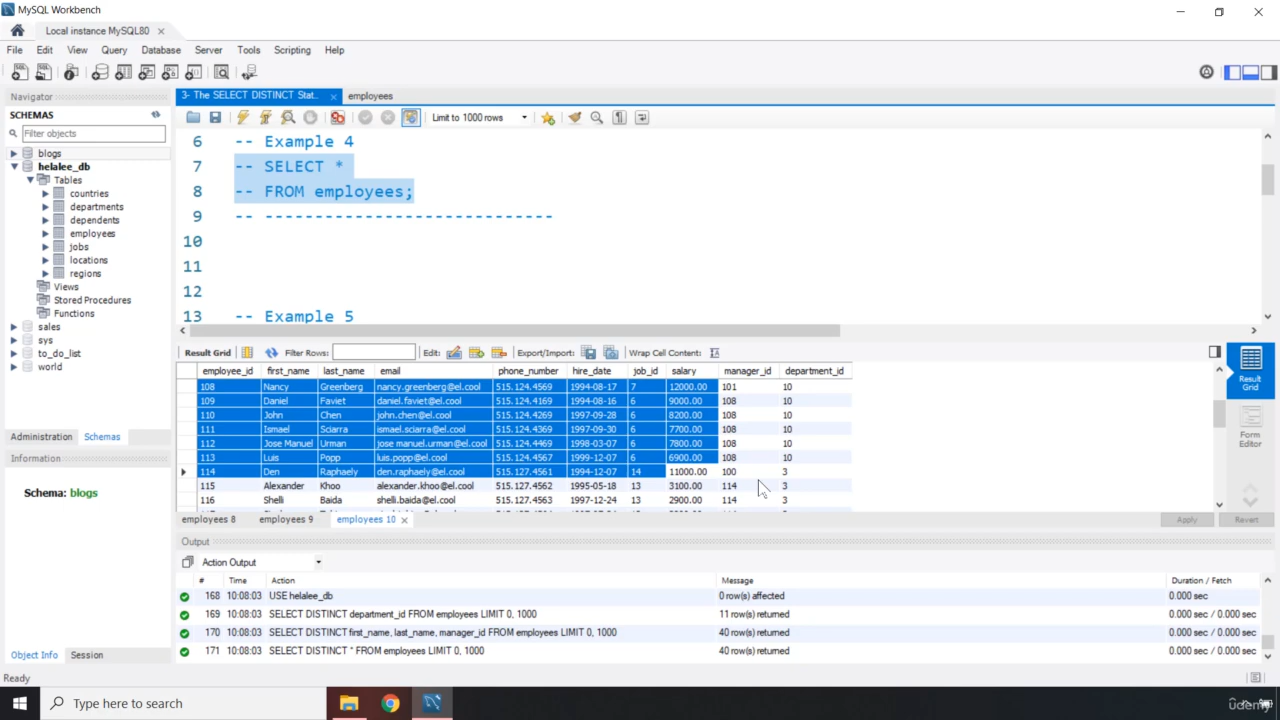 MySQL Workbench
Local instance MySQL80
File Edit View Query Database Server Tools Scripting Help
Navigator
SCHEMAS
Filter objects
blogs
helalee_db
Tables
countries
departments
dependents
employees
jobs
locations
regions
Views
Stored Procedures
Functions
sales
sys
to_do_list
world
Administration Schemas
Information
Schema: blogs
Object Info Session
3- The SELECT DISTINCT Stat.. employees
Limit to 1000 rows
6 -- Example 4
7 -- SELECT *
8 -- FROM employees;
9 -- -----------------------------
10
11
12
13 -- Example 5
Result Grid Filter Rows: Edit: Export/Import: Wrap Cell Content:
employee_id first_name last_name email phone_number hire_date job_id salary manager_id department_id
108 Nancy Greenberg nancy.greenberg@el.cool 515.124.4569 1994-08-17 7 12000.00 101 10
109 Daniel Faviet daniel.faviet@el.cool 515.124.4169 1994-08-16 6 9000.00 108 10
110 John Chen john.chen@el.cool 515.124.4269 1997-09-28 6 8200.00 108 10
111 Ismael Sciarra ismael.sciarra@el.cool 515.124.4369 1997-09-30 6 7700.00 108 10
112 Jose Manuel Urman jose manuel.urman@el.cool 515.124.4469 1998-03-07 6 7800.00 108 10
113 Luis Popp luis.popp@el.cool 515.124.4567 1999-12-07 6 6900.00 108 10
114 Den Raphaely den.raphaely@el.cool 515.127.4561 1994-12-07 14 11000.00 100 3
115 Alexander Khoo alexander.khoo@el.cool 515.127.4562 1995-05-18 13 3100.00 114 3
116 Shelli Baida shelli.baida@el.cool 515.127.4563 1997-12-24 13 2900.00 114 3
Result Grid
Form Editor
employees 8 employees 9 employees 10
Apply Revert
Output
Action Output
# Time Action Message Duration / Fetch
168 10:08:03 USE helalee_db 0 row(s) affected 0.000 sec
169 10:08:03 SELECT DISTINCT department_id FROM employees LIMIT 0, 1000 11 row(s) returned 0.000 sec / 0.000 sec
170 10:08:03 SELECT DISTINCT first_name, last_name, manager_id FROM employees LIMIT 0, 1000 40 row(s) returned 0.000 sec / 0.000 sec
171 10:08:03 SELECT DISTINCT * FROM employees LIMIT 0, 1000 40 row(s) returned 0.000 sec / 0.000 sec
Ready
Type here to search
udemy